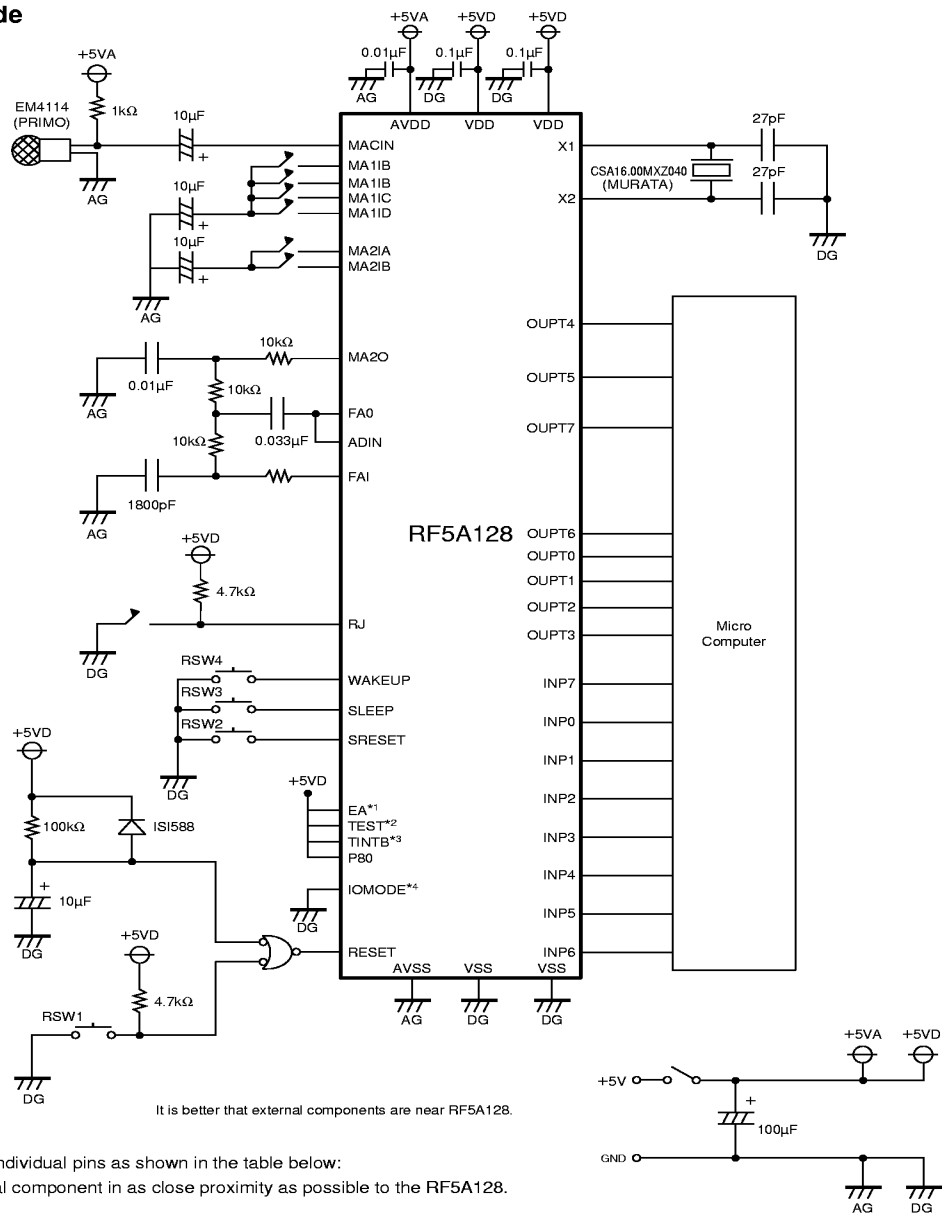 de
+5VA
+5VD
+5VD
0.01µF
0.1µF
0.1µF
AG
DG
DG
+5VA
1kΩ
EM4114
(PRIMO)
10µF
+
AG
10µF
+
10µF
+
AG
AVDD
VDD
VDD
MACIN
MA1IB
MA1IB
MA1IC
MA1ID
MA2IA
MA2IB
X1
X2
27pF
CSA16.00MXZ040
(MURATA)
27pF
DG
10kΩ
MA2O
0.01µF
10kΩ
AG
FA0
0.033µF
ADIN
10kΩ
FAI
1800pF
AG
RF5A128
OUPT4
OUPT5
OUPT7
OUPT6
OUPT0
OUPT1
OUPT2
OUPT3
INP7
INP0
INP1
INP2
INP3
INP4
INP5
INP6
Micro
Computer
+5VD
4.7kΩ
RJ
DG
RSW4
WAKEUP
RSW3
SLEEP
RSW2
SRESET
DG
+5VD
EA*1
TEST*2
TINTB*3
P80
IOMODE*4
DG
+5VD
100kΩ
ISI588
+
10µF
DG
+5VD
4.7kΩ
RSW1
DG
RESET
AVSS
VSS
VSS
AG
DG
DG
+5VA
+5VD
+5V
+
100µF
GND
AG
DG
It is better that external components are near RF5A128.
ndividual pins as shown in the table below:
al component in as close proximity as possible to the RF5A128.